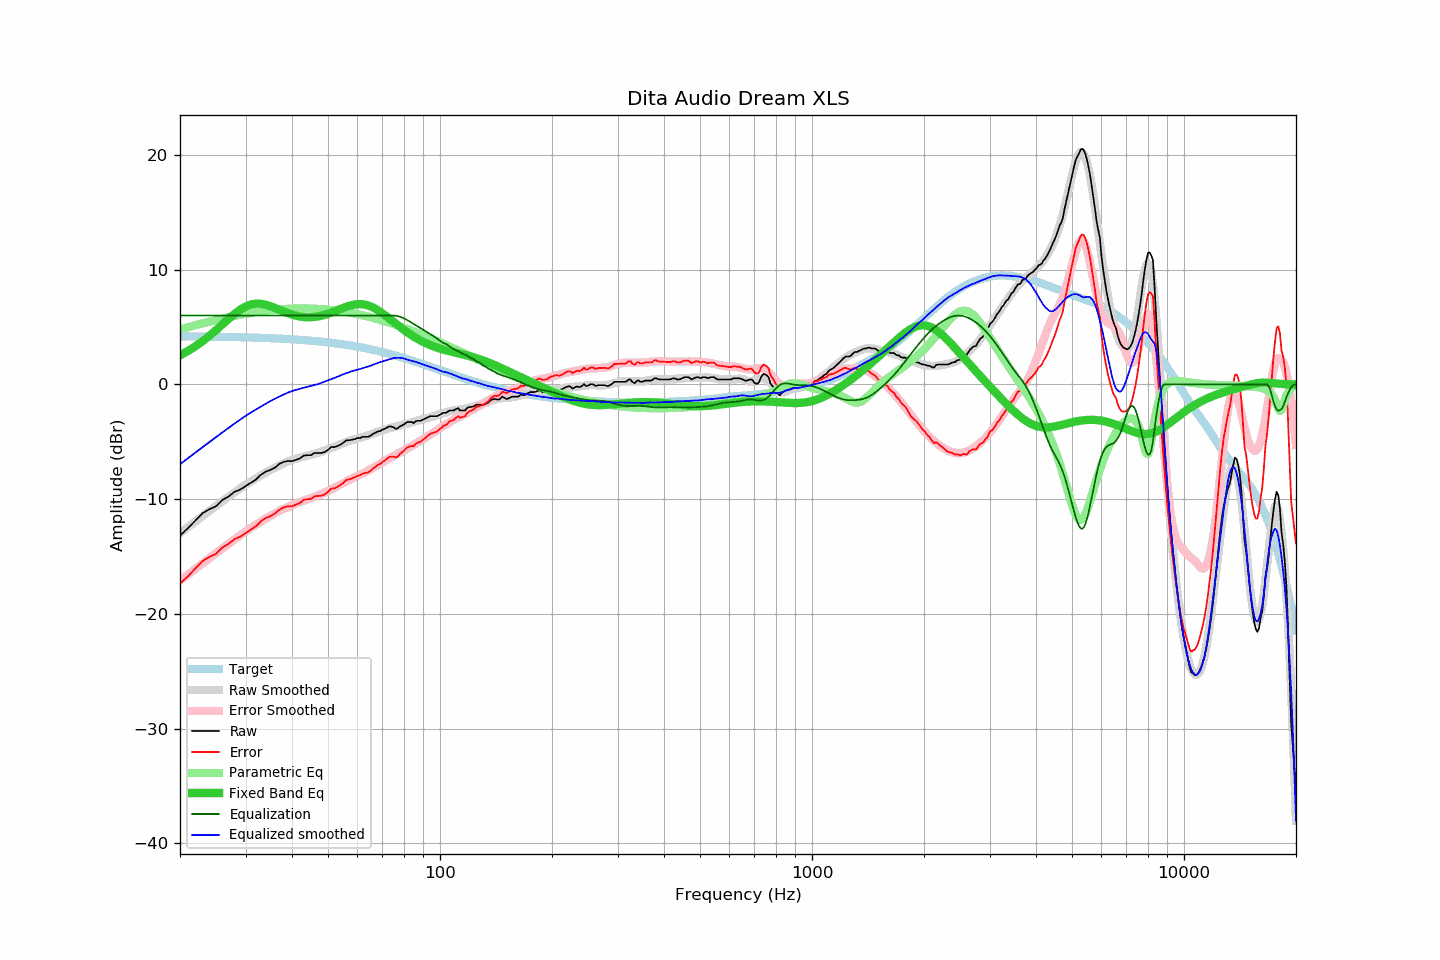 Dita Audio Dream XLS
20
10
0
−10
−20
−30
−40
Amplitude (dBr)
Target
Raw Smoothed
Error Smoothed
Raw
Error
Parametric Eq
Fixed Band Eq
Equalization
Equalized smoothed
100
1000
10000
Frequency (Hz)